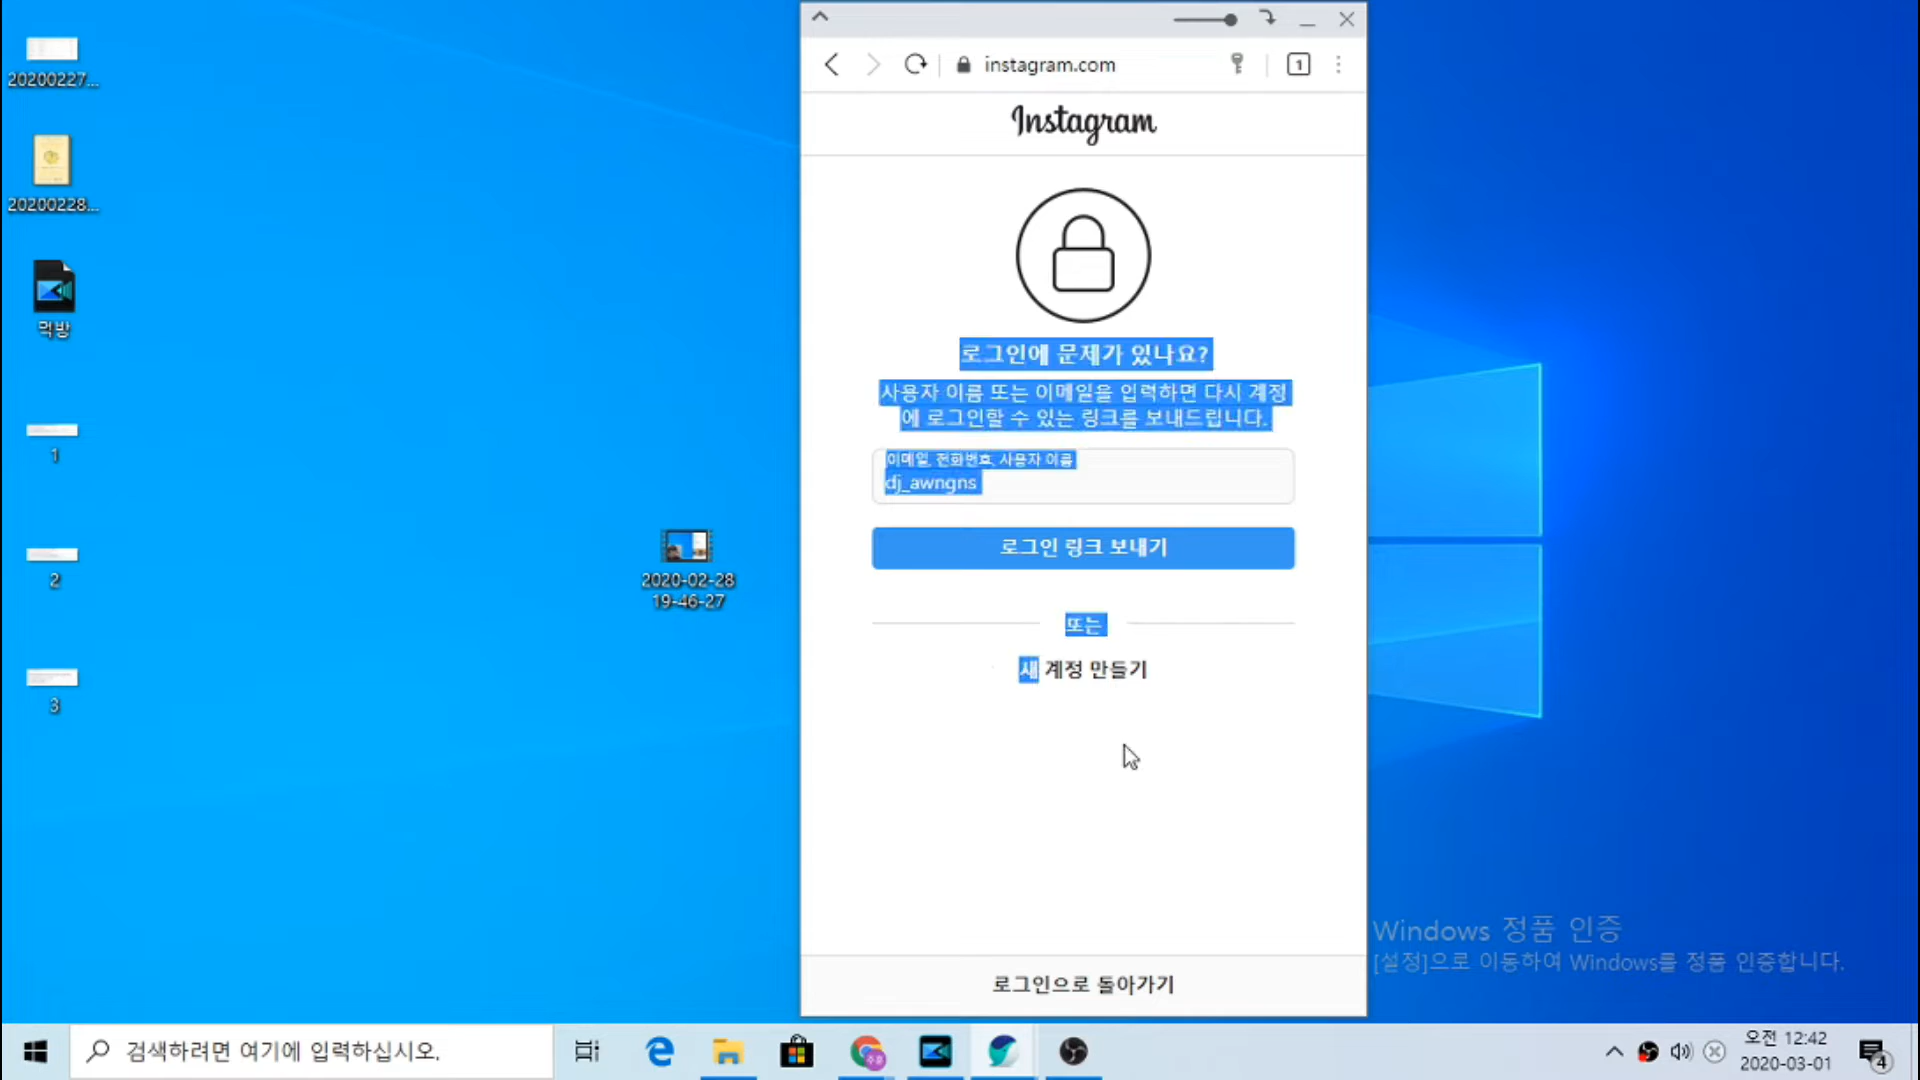 20200227...
20200228...
먹방
1
2
3
2020-02-28
19-46-27
instagram.com
1
Instagram
로그인에 문제가 있나요?
사용자 이름 또는 이메일을 입력하면 다시 계정
에 로그인할 수 있는 링크를 보내드립니다.
이메일, 전화번호, 사용자 이름
dj_awngns
로그인 링크 보내기
또는
새 계정 만들기
로그인으로 돌아가기
Windows 정품 인증
[설정]으로 이동하여 Windows를 정품 인증합니다.
검색하려면 여기에 입력하십시오.
오전 12:42
2020-03-01
4